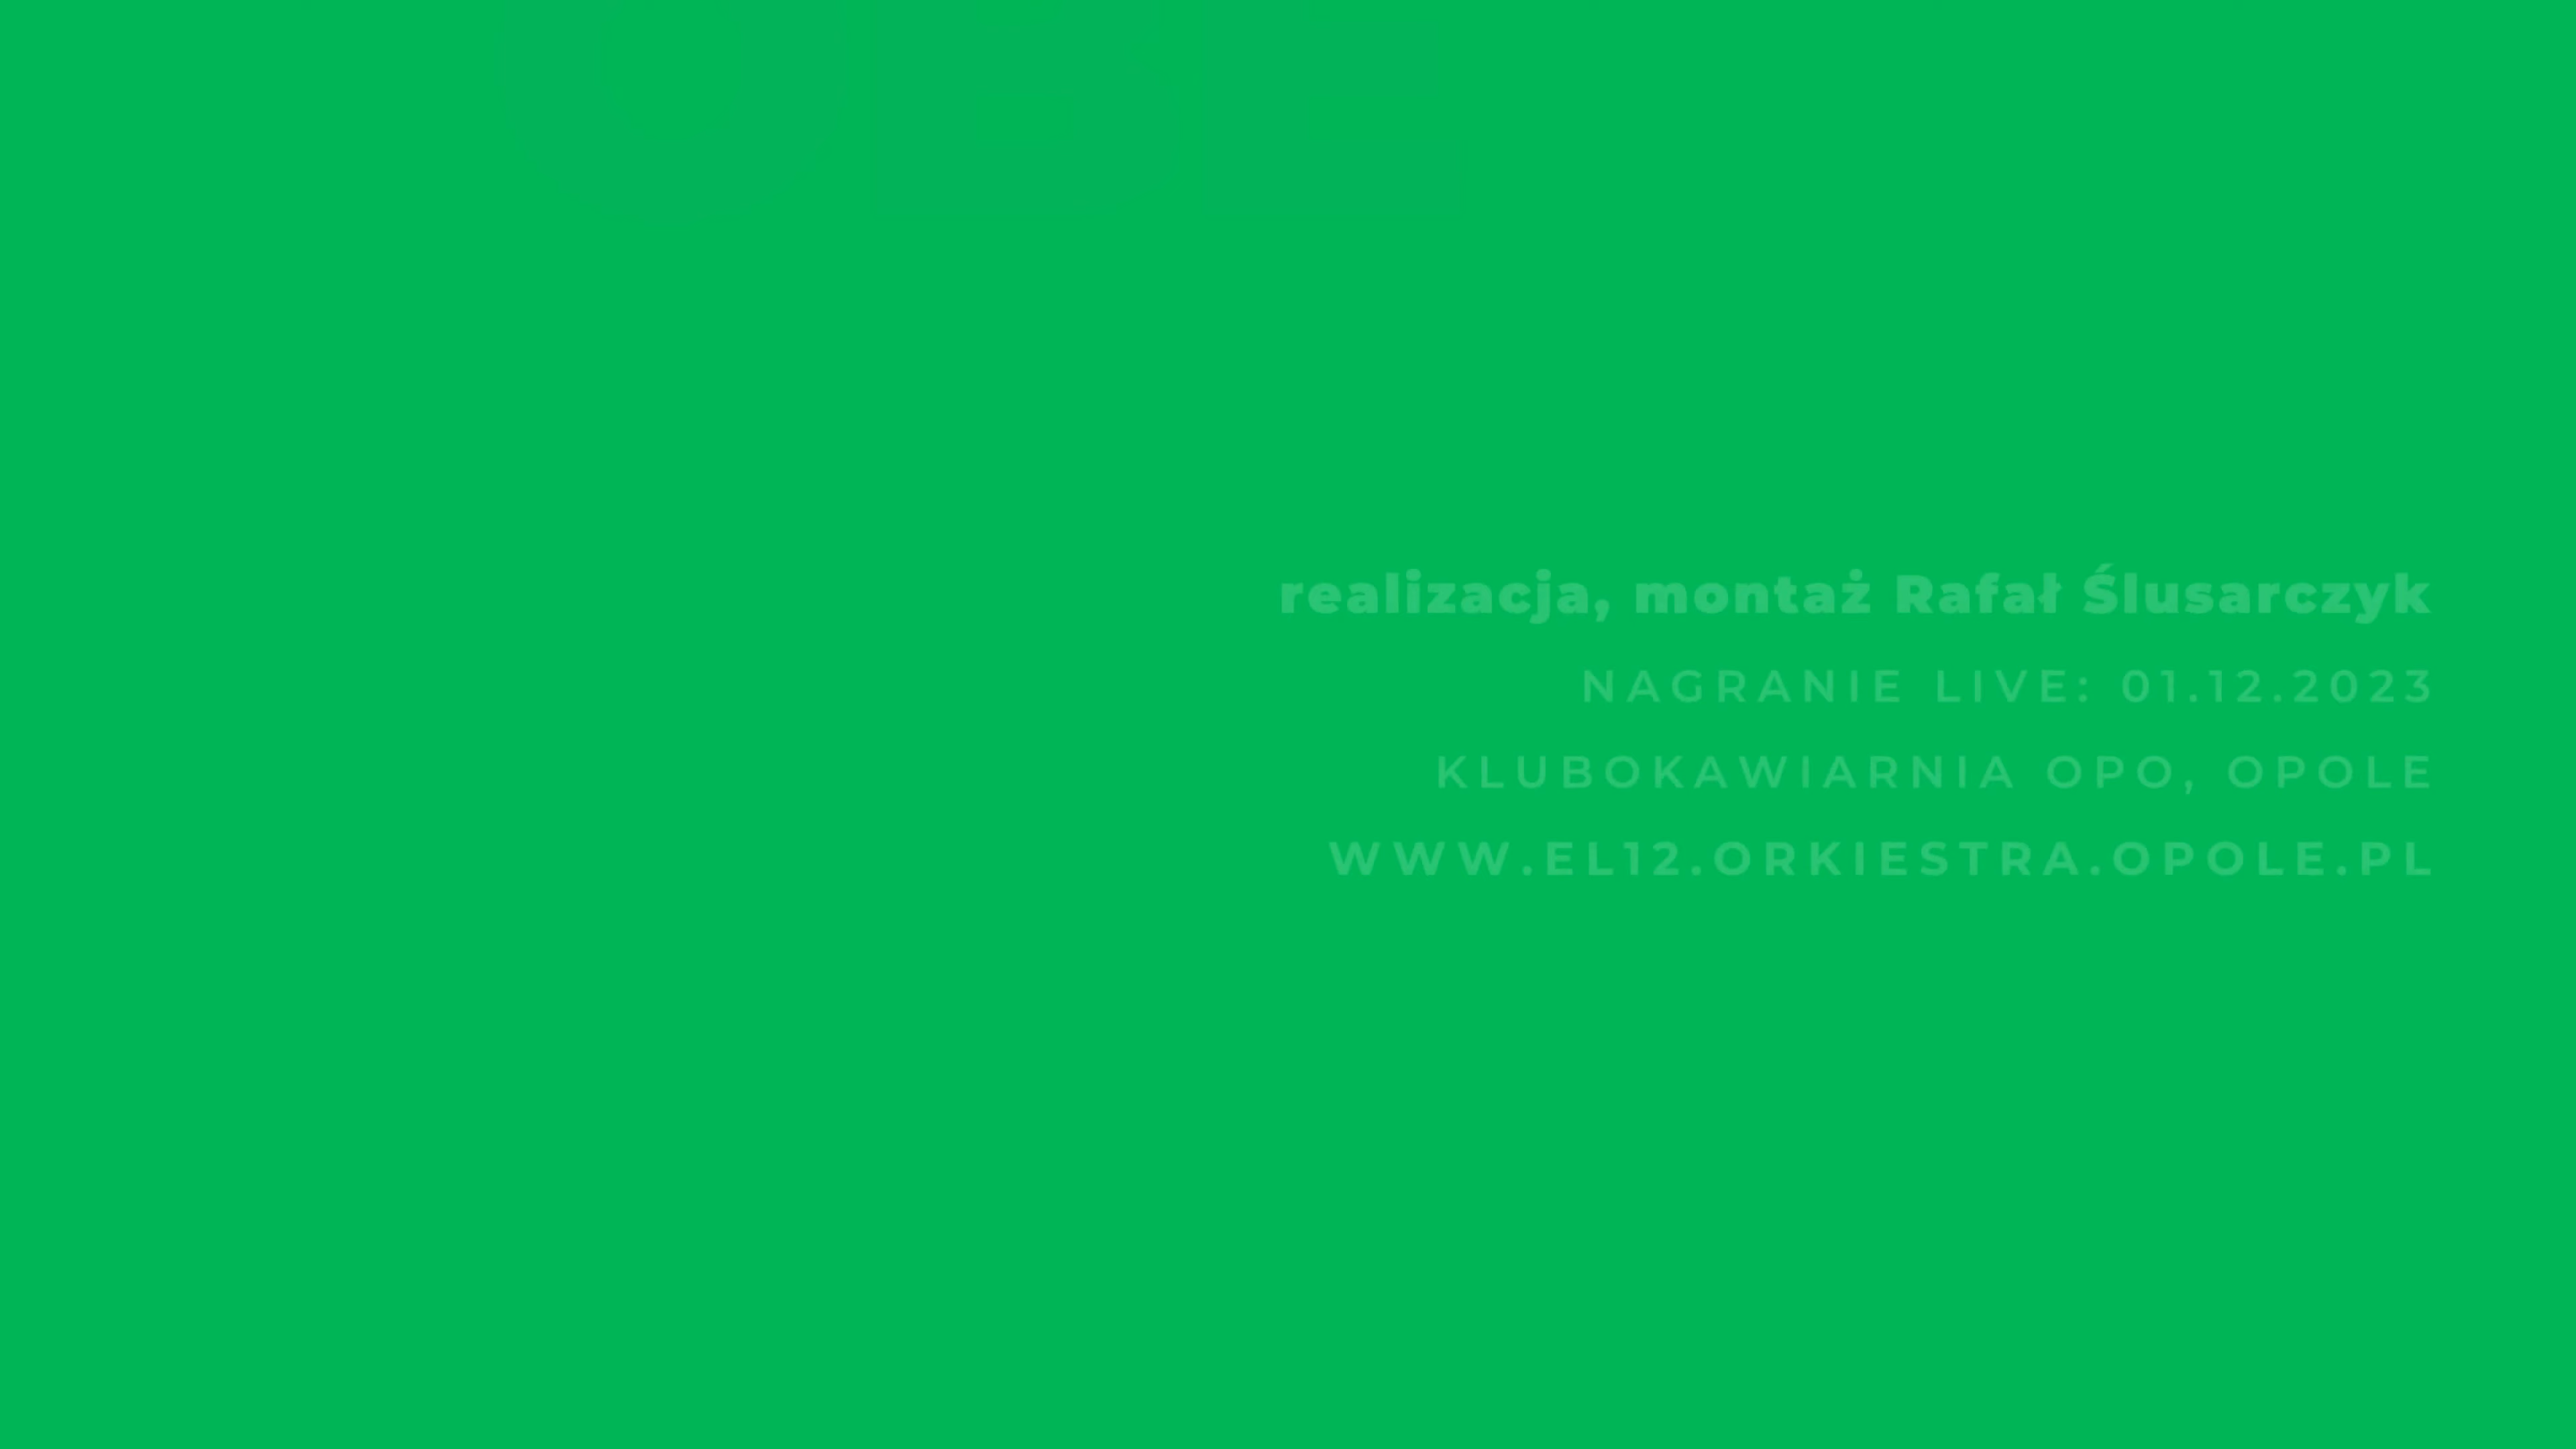 realizacja, montaż Rafał Ślusarczyk
NAGRANIE LIVE: 01.12.2023
KLUBOKAWIARNIA OPO, OPOLE
WWW.EL12.ORKIESTRA.OPOLE.PL